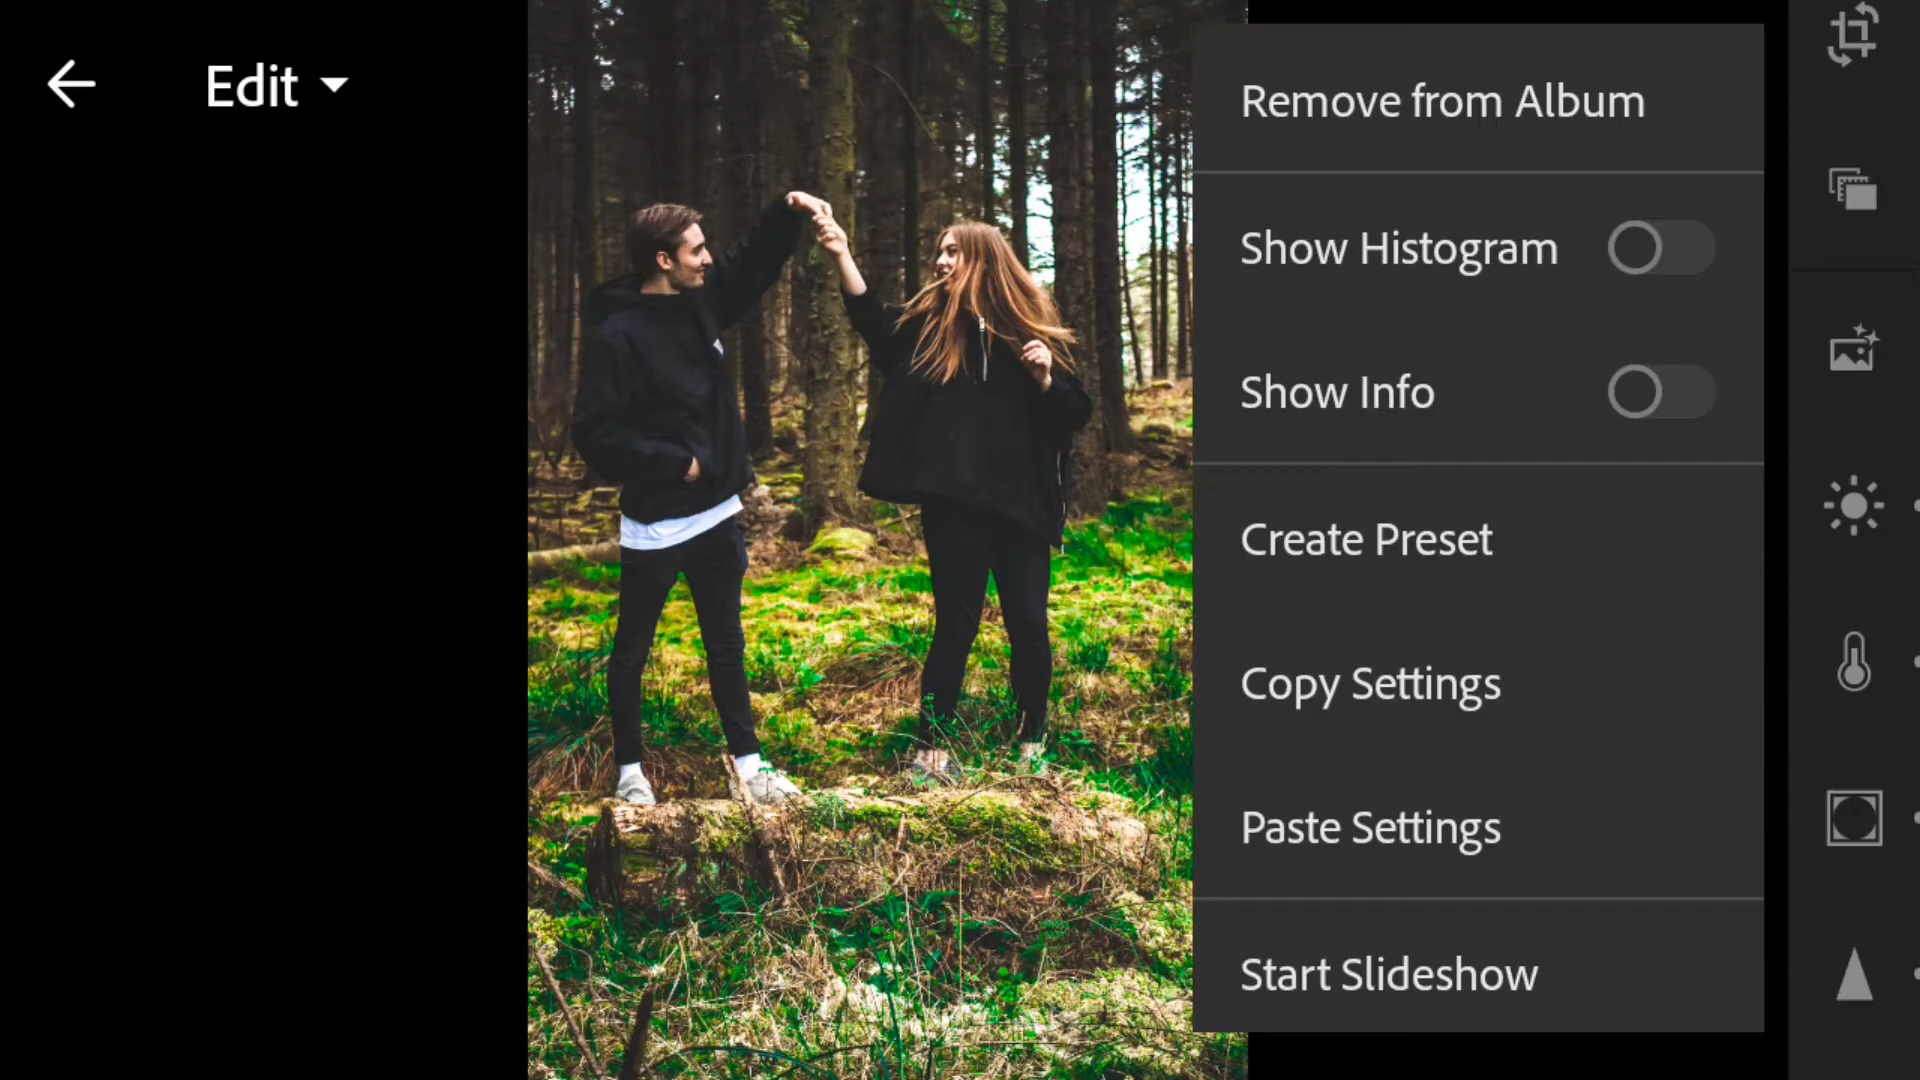 Edit
Remove from Album
Show Histogram
Show Info
Create Preset
Copy Settings
Paste Settings
Start Slideshow